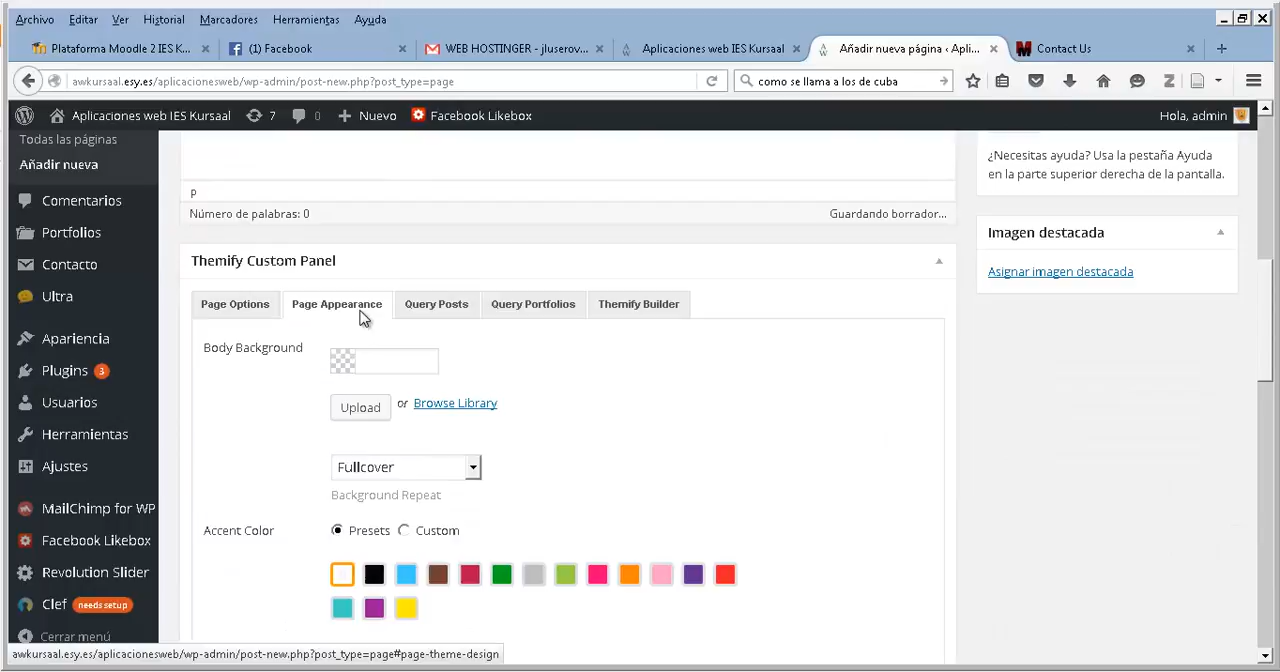 Archivo Editar Ver Historial Marcadores Herramientas Ayuda
Plataforma Moodle 2 IES K... × (1) Facebook × WEB HOSTINGER - jluserov... × Aplicaciones web IES Kursaal × Añadir nueva página ‹ Apli... × Contact Us ×
awkursaal.esy.es/aplicacionesweb/wp-admin/post-new.php?post_type=page
como se llama a los de cuba
Aplicaciones web IES Kursaal 7 0 Nuevo Facebook Likebox Hola, admin
Todas las páginas
Añadir nueva
Comentarios
Portfolios
Contacto
Ultra
Apariencia
Plugins 3
Usuarios
Herramientas
Ajustes
MailChimp for WP
Facebook Likebox
Revolution Slider
Clef needs setup
Cerrar menú
p
Número de palabras: 0 Guardando borrador...
Themify Custom Panel
Page Options Page Appearance Query Posts Query Portfolios Themify Builder
Body Background
Upload or Browse Library
Fullcover
Background Repeat
Accent Color Presets Custom
¿Necesitas ayuda? Usa la pestaña Ayuda
en la parte superior derecha de la pantalla.
Imagen destacada
Asignar imagen destacada
awkursaal.esy.es/aplicacionesweb/wp-admin/post-new.php?post_type=page#page-theme-design